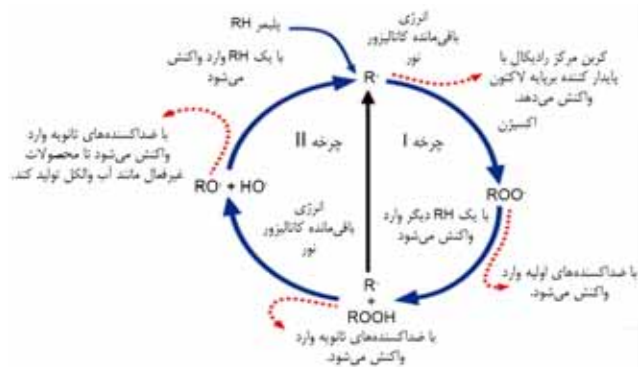 پلیمر RH
انرژی
باقی‌مانده کاتالیزور
نور
R·
کربن مرکز رادیکال با
پایدار کننده برپایه لاکتون
واکنش می‌دهد.
اکسیژن
با یک RH وارد واکنش
می‌شود
چرخه I
چرخه II
با ضداکسنده‌های ثانویه وارد
واکنش می‌شود تا محصولات
غیرفعال مانند آب والکل تولید کند.
RO· + HO·
ROO·
با یک RH دیگر وارد
واکنش می‌شود
انرژی
باقی‌مانده کاتالیزور
نور
با ضداکسنده‌های اولیه وارد
واکنش می‌شود.
R·
+
ROOH
با ضداکسنده‌های ثانویه وارد
واکنش می‌شود.